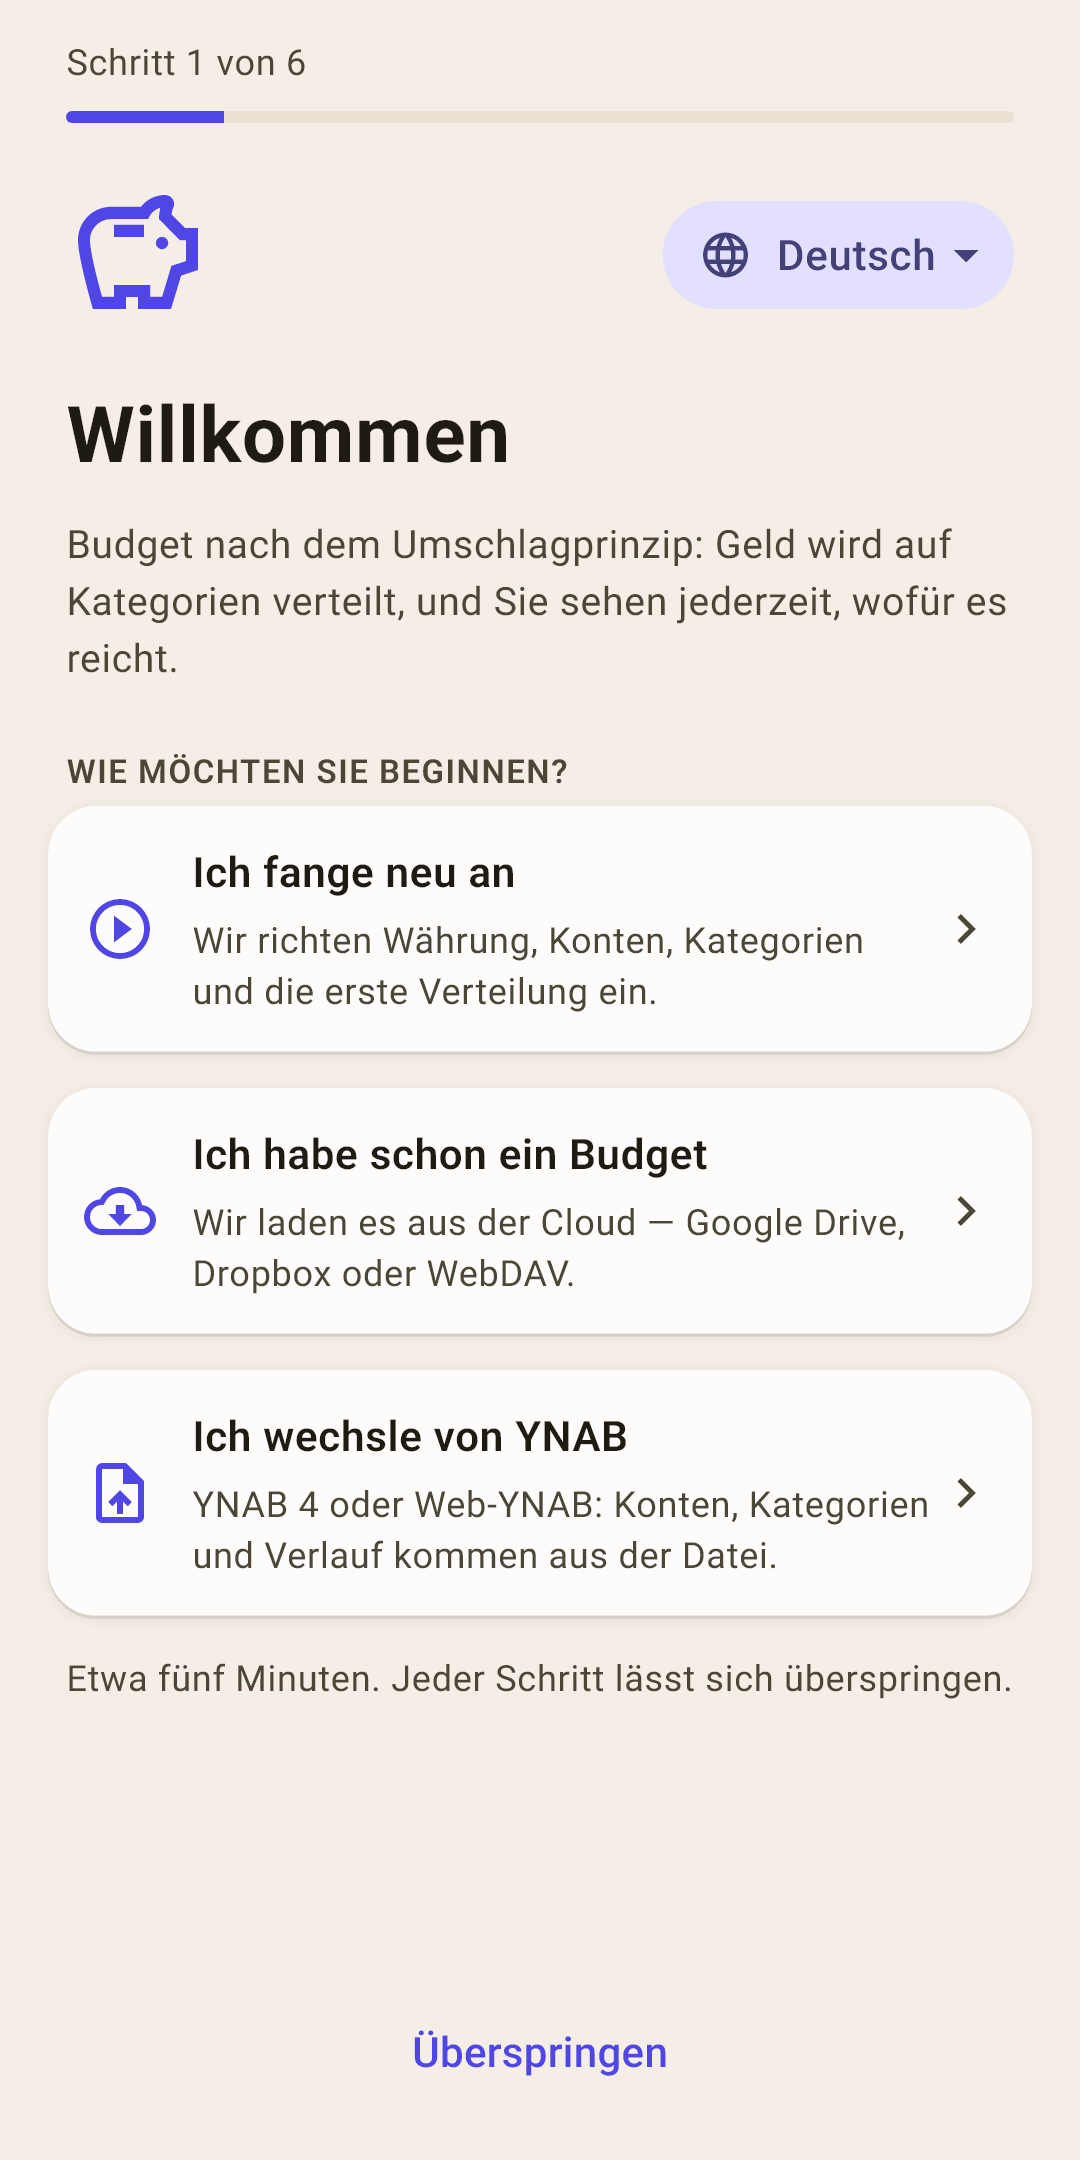 Schritt 1 von 6
Deutsch
Willkommen
Budget nach dem Umschlagprinzip: Geld wird auf
Kategorien verteilt, und Sie sehen jederzeit, wofür es
reicht.
WIE MÖCHTEN SIE BEGINNEN?
Ich fange neu an
Wir richten Währung, Konten, Kategorien
und die erste Verteilung ein.
Ich habe schon ein Budget
Wir laden es aus der Cloud — Google Drive,
Dropbox oder WebDAV.
Ich wechsle von YNAB
YNAB 4 oder Web-YNAB: Konten, Kategorien
und Verlauf kommen aus der Datei.
Etwa fünf Minuten. Jeder Schritt lässt sich überspringen.
Überspringen